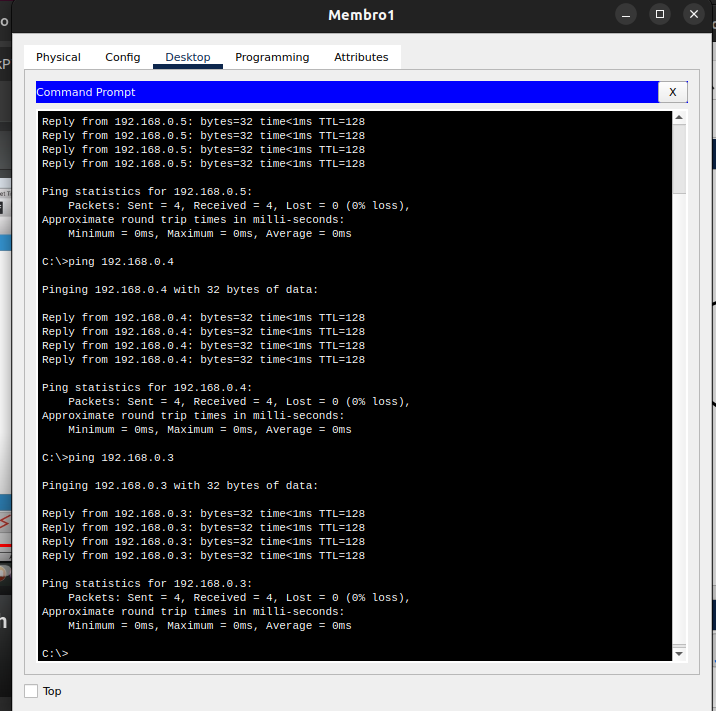 Membro1
Physical Config Desktop Programming Attributes
Command Prompt X
Reply from 192.168.0.5: bytes=32 time<1ms TTL=128
Reply from 192.168.0.5: bytes=32 time<1ms TTL=128
Reply from 192.168.0.5: bytes=32 time<1ms TTL=128
Reply from 192.168.0.5: bytes=32 time<1ms TTL=128
Ping statistics for 192.168.0.5:
Packets: Sent = 4, Received = 4, Lost = 0 (0% loss),
Approximate round trip times in milli-seconds:
Minimum = 0ms, Maximum = 0ms, Average = 0ms
C:\>ping 192.168.0.4
Pinging 192.168.0.4 with 32 bytes of data:
Reply from 192.168.0.4: bytes=32 time<1ms TTL=128
Reply from 192.168.0.4: bytes=32 time<1ms TTL=128
Reply from 192.168.0.4: bytes=32 time<1ms TTL=128
Reply from 192.168.0.4: bytes=32 time<1ms TTL=128
Ping statistics for 192.168.0.4:
Packets: Sent = 4, Received = 4, Lost = 0 (0% loss),
Approximate round trip times in milli-seconds:
Minimum = 0ms, Maximum = 0ms, Average = 0ms
C:\>ping 192.168.0.3
Pinging 192.168.0.3 with 32 bytes of data:
Reply from 192.168.0.3: bytes=32 time<1ms TTL=128
Reply from 192.168.0.3: bytes=32 time<1ms TTL=128
Reply from 192.168.0.3: bytes=32 time<1ms TTL=128
Reply from 192.168.0.3: bytes=32 time<1ms TTL=128
Ping statistics for 192.168.0.3:
Packets: Sent = 4, Received = 4, Lost = 0 (0% loss),
Approximate round trip times in milli-seconds:
Minimum = 0ms, Maximum = 0ms, Average = 0ms
C:\>
Top